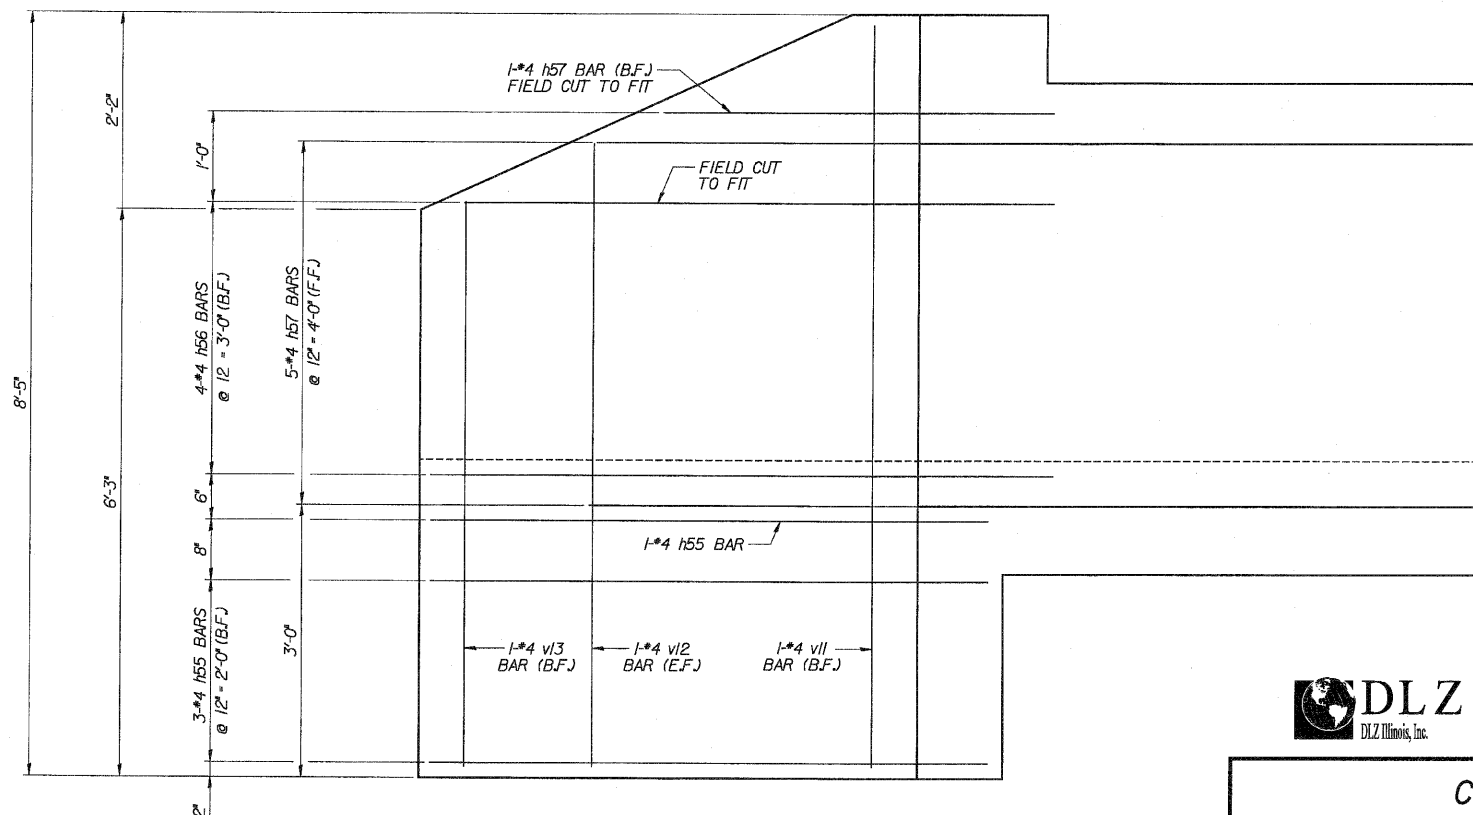 1-#4 h57 BAR (B.F.)
FIELD CUT TO FIT
2'-2"
1'-0"
FIELD CUT
TO FIT
4-#4 h56 BARS
@ 12 = 3'-0" (B.F.)
5-#4 h57 BARS
@ 12" = 4'-0" (F.F.)
8'-5"
6'-3"
6"
8"
1-#4 h55 BAR
3-#4 h55 BARS
@ 12" = 2'-0" (B.F.)
3'-0"
1-#4 v13
BAR (B.F.)
1-#4 v12
BAR (E.F.)
1-#4 v11
BAR (B.F.)
2"
DLZ
DLZ Illinois, Inc.
C